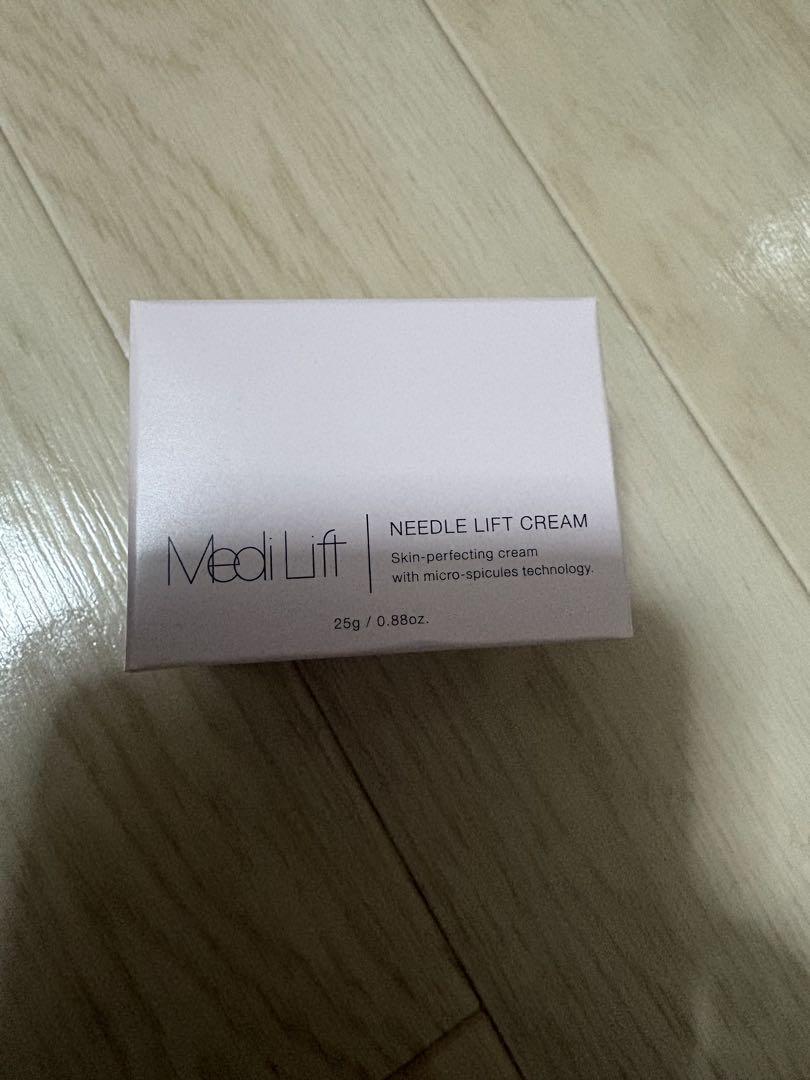 Medi Lift
NEEDLE LIFT CREAM
Skin-perfecting cream
with micro-spicules technology.
25g / 0.88oz.